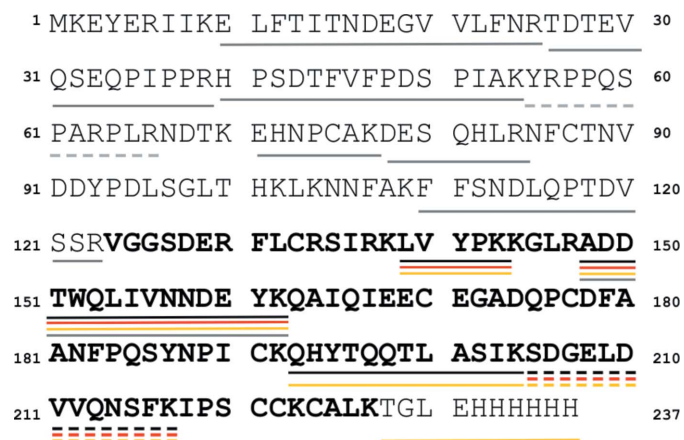 1 MKEYERIIKE LFTITNDEGV VLFNRTDTEV 30
31 QSEQPIPPRH PSDTFVFPDS PIAKYRPPQS 60
61 PARPLRNDTK EHNPCAKDES QHLRNFCTNV 90
91 DDYPDLSGLT HKLKNNFAKF FSNDLQPTDV 120
121 SSRVGGSDER FLCRSIRKLV YPKKGLRADD 150
151 TWQLIVNNDE YKQAIQIEEC EGADQPCDFA 180
181 ANFPQSYNPI CKQHYTQQTL ASIKSDGELD 210
211 VVQNSFKIPS CCKCALKTGL EHHHHHH 237